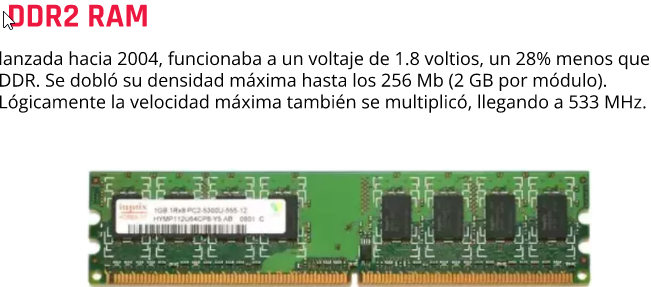 DDR2 RAM
lanzada hacia 2004, funcionaba a un voltaje de 1.8 voltios, un 28% menos que
DDR. Se dobló su densidad máxima hasta los 256 Mb (2 GB por módulo).
Lógicamente la velocidad máxima también se multiplicó, llegando a 533 MHz.
hynix
1GB 1Rx8 PC2-5300U-555-12
HYMP112U64CP8-Y5 AB